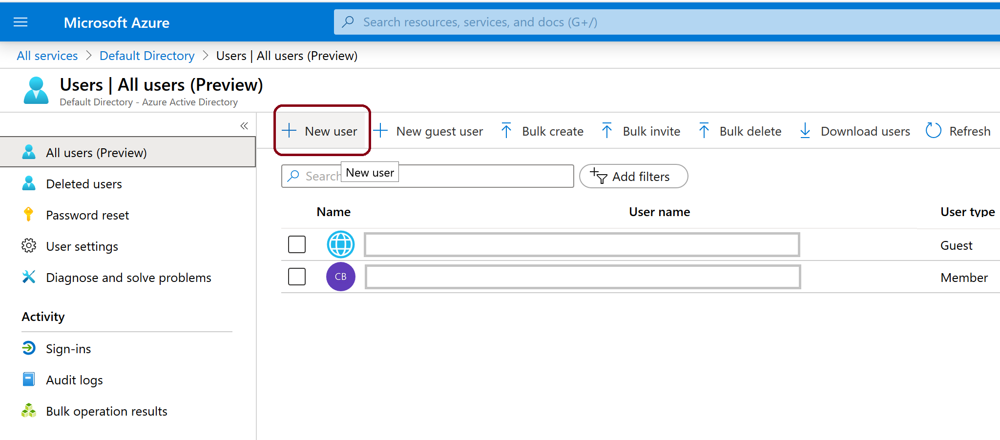 Microsoft Azure
Search resources, services, and docs (G+/)
All services > Default Directory > Users | All users (Preview)
Users | All users (Preview)
Default Directory - Azure Active Directory
«
New user
New guest user
Bulk create
Bulk invite
Bulk delete
Download users
Refresh
All users (Preview)
Deleted users
Password reset
User settings
Diagnose and solve problems
Activity
Sign-ins
Audit logs
Bulk operation results
Search
New user
Add filters
Name User name User type
Guest
CB Member